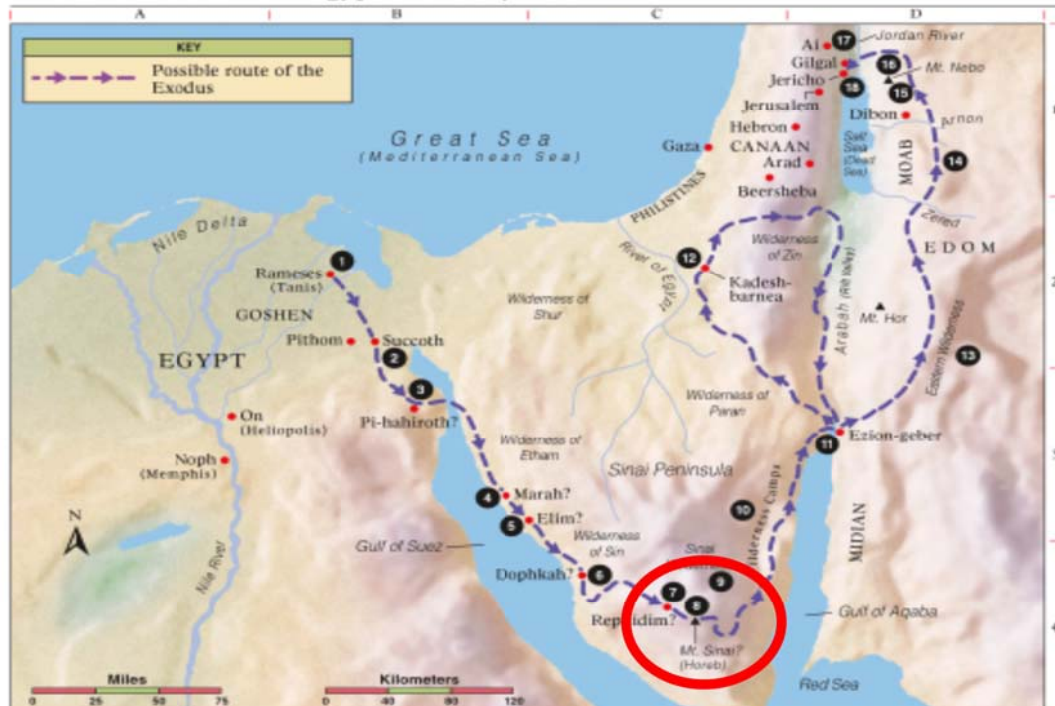 A
B
C
D
KEY
Possible route of the
Exodus
Great Sea
(Mediterranean Sea)
Nile Delta
1
Rameses
(Tanis)
GOSHEN
Pithom
Succoth
2
EGYPT
3
Pi-hahiroth?
On
(Heliopolis)
Noph
(Memphis)
N
Nile River
Gulf of Suez
4
Marah?
5
Elim?
Wilderness
of Etham
Wilderness of
Shur
Wilderness
of Sin
Dophkah?
6
7
8
9
Sinai
Mt. Sinai?
(Horeb)
10
Sinai Peninsula
Wilderness of
Paran
River of Egypt
PHILISTINES
12
Kadesh-
barnea
Wilderness
of Zin
Gaza
Ai
17
Jordan River
Gilgal
16
Mt. Nebo
Jericho
18
15
Jerusalem
Dibon
Arnon
Hebron
CANAAN
Salt
Sea
(Dead
Sea)
Arad
MOAB
14
Beersheba
Zered
EDOM
Arabah (Rift Valley)
Mt. Hor
Eastern Wilderness
13
11
Ezion-geber
Camps
MIDIAN
Gulf of Aqaba
Red Sea
1
2
4
Miles
0
25
50
75
Kilometers
0
40
80
120